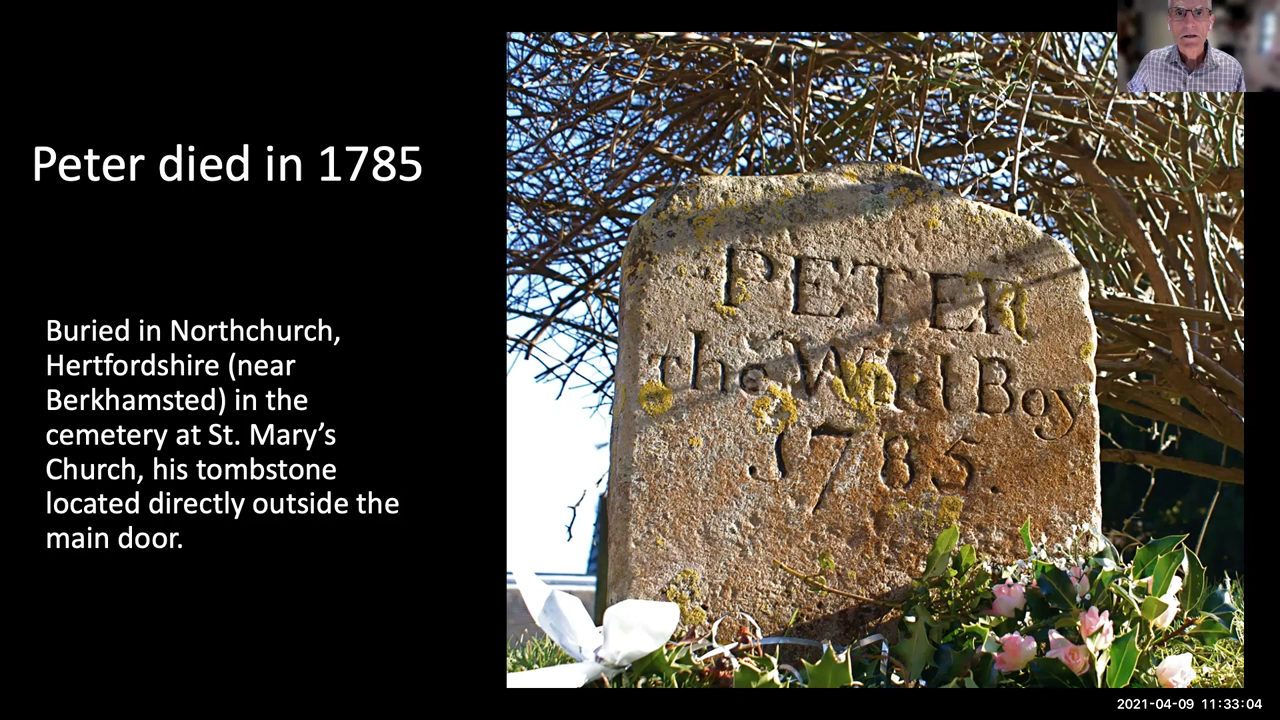 Peter died in 1785
Buried in Northchurch,
Hertfordshire (near
Berkhamsted) in the
cemetery at St. Mary’s
Church, his tombstone
located directly outside the
main door.
PETER
the Wild Boy
1785.
2021-04-09 11:33:04